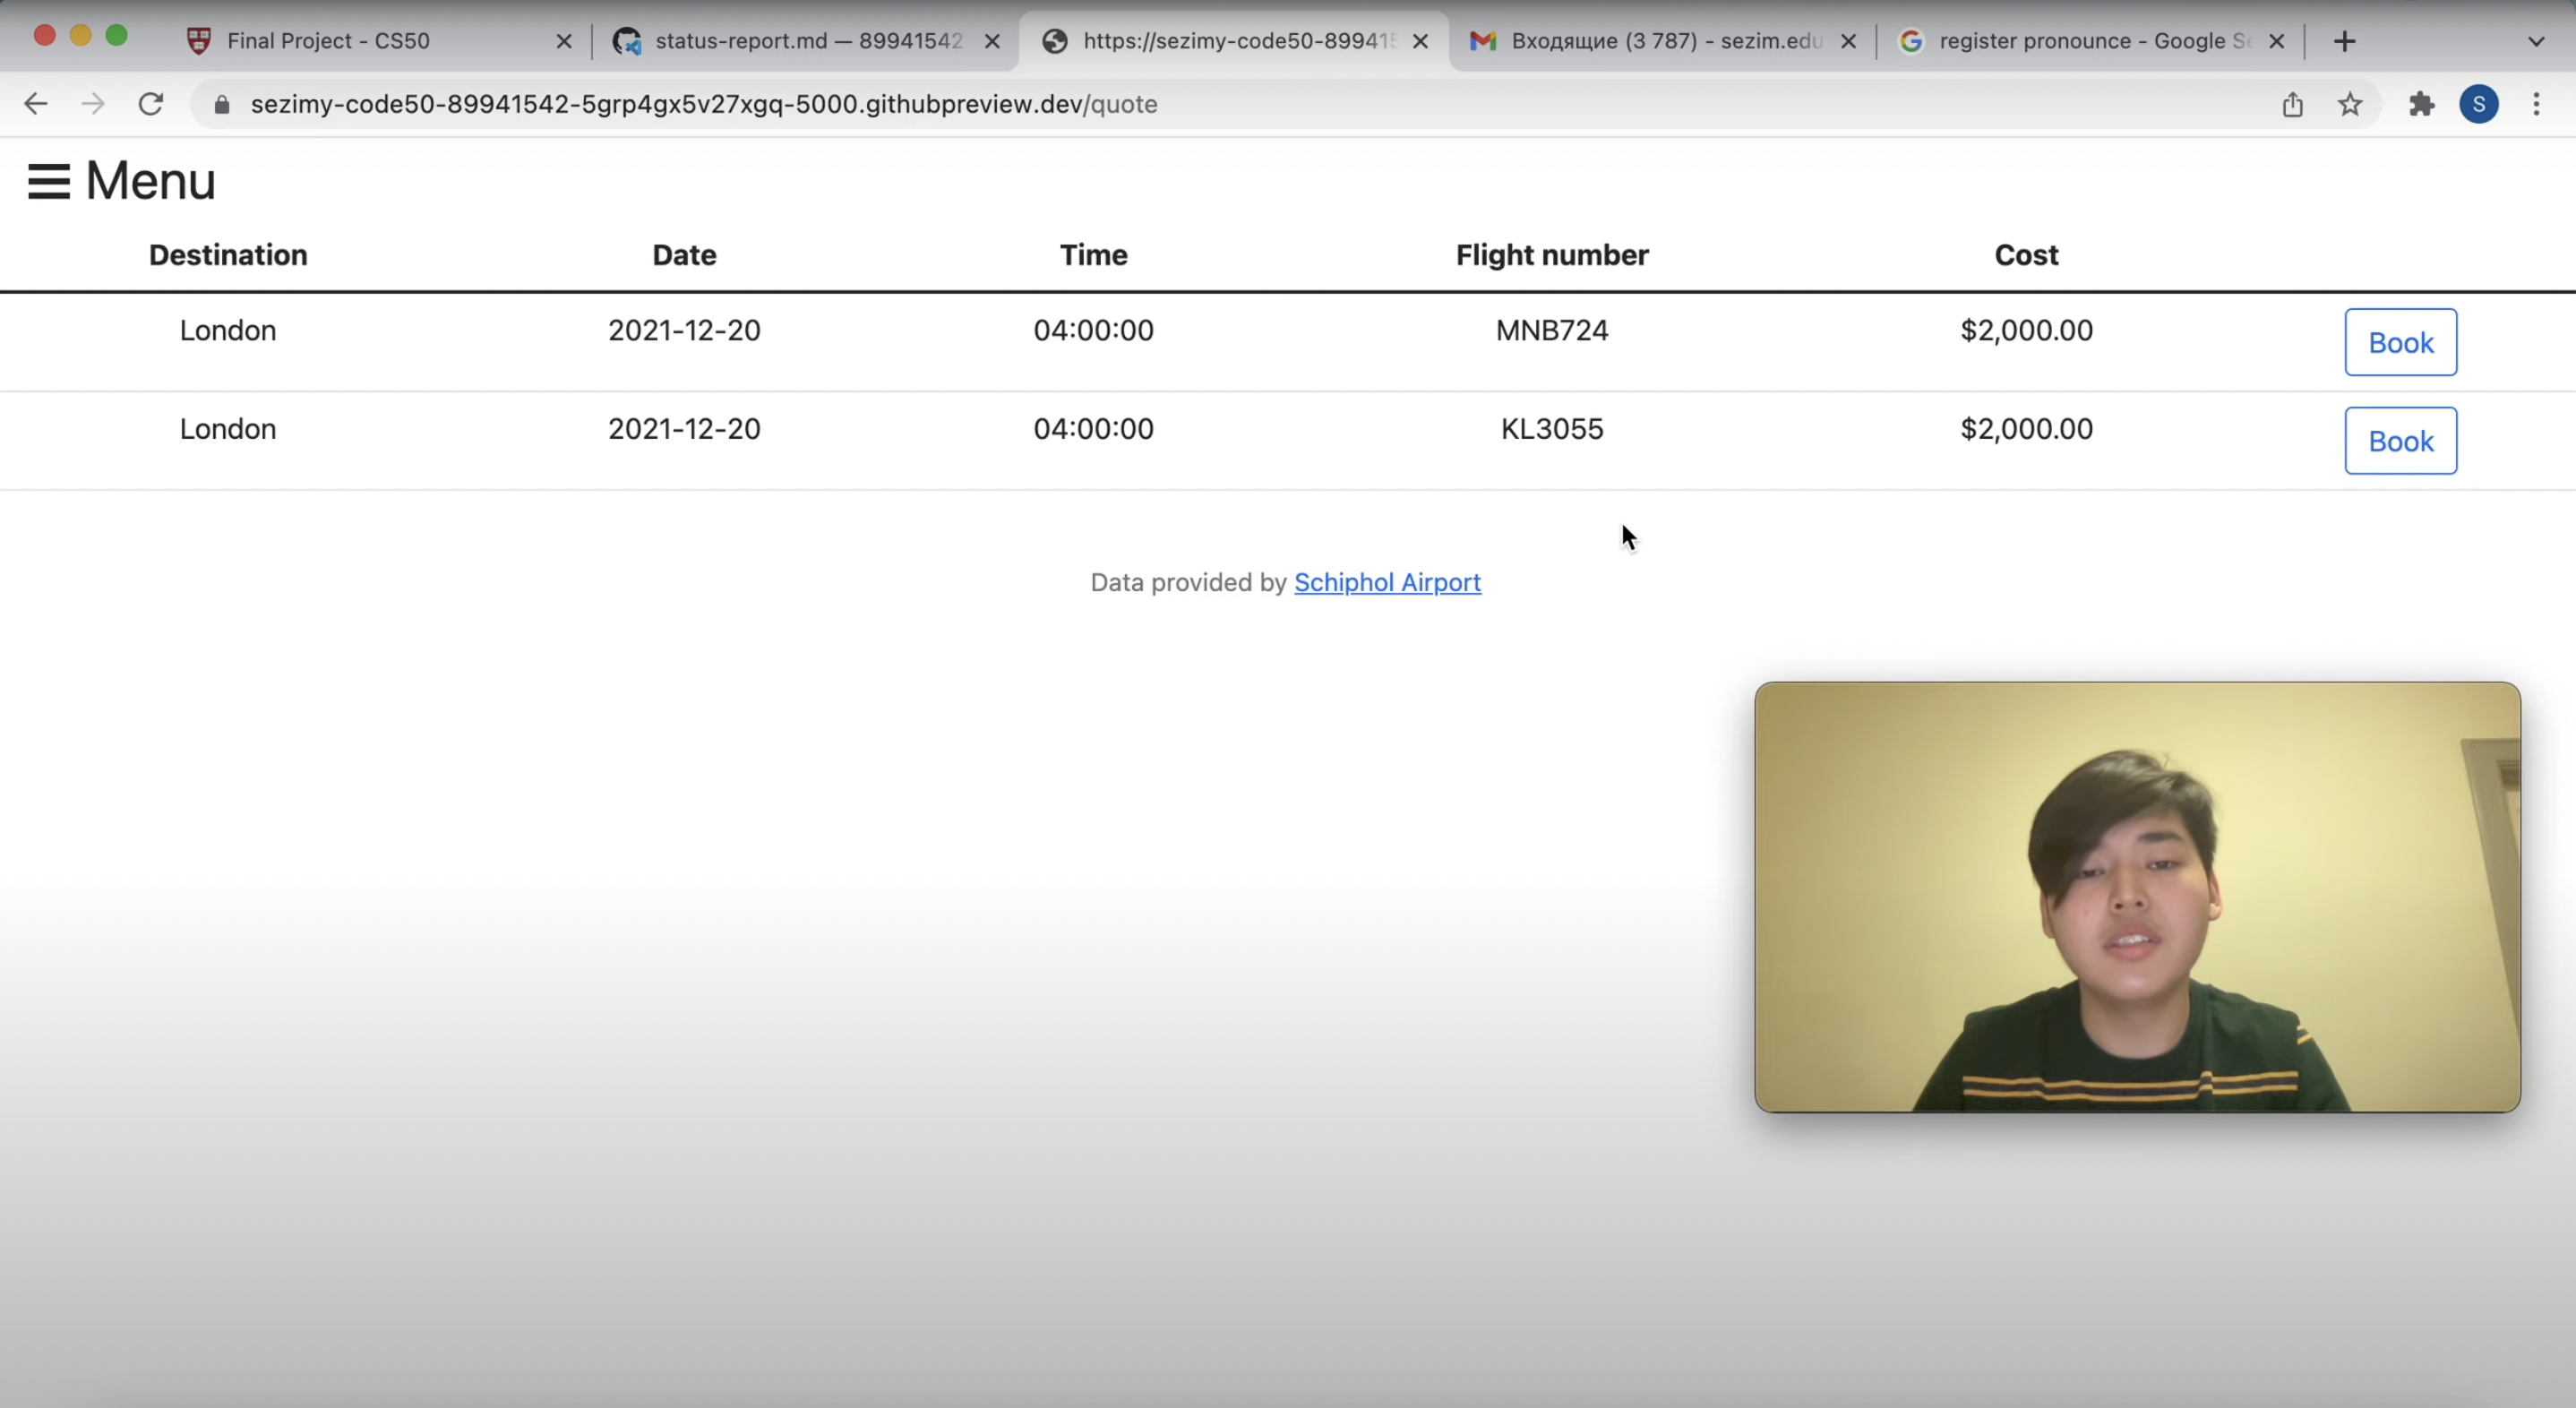 Final Project - CS50
status-report.md — 89941542
https://sezimy-code50-89941
Входящие (3 787) - sezim.edu
register pronounce - Google S
sezimy-code50-89941542-5grp4gx5v27xgq-5000.githubpreview.dev/quote
S
Menu
Destination Date Time Flight number Cost
London 2021-12-20 04:00:00 MNB724 $2,000.00 Book
London 2021-12-20 04:00:00 KL3055 $2,000.00 Book
Data provided by Schiphol Airport